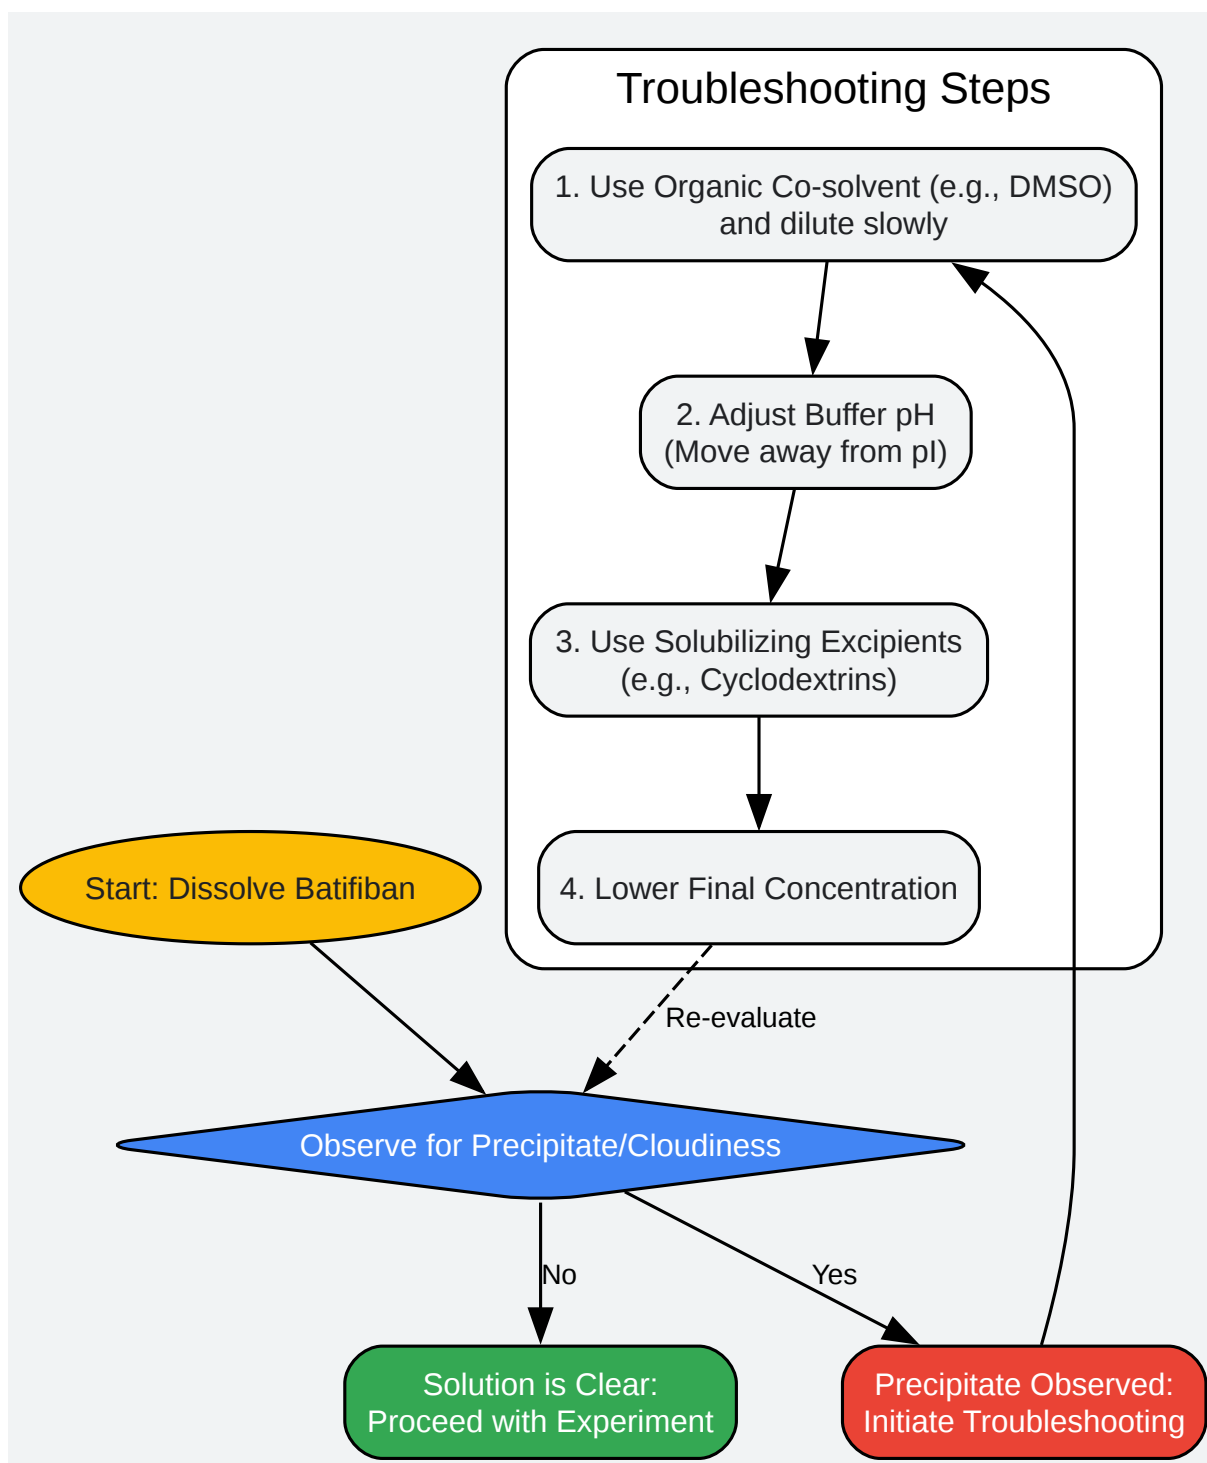 Troubleshooting Steps
1. Use Organic Co-solvent (e.g., DMSO)
and dilute slowly
2. Adjust Buffer pH
(Move away from pI)
3. Use Solubilizing Excipients
(e.g., Cyclodextrins)
4. Lower Final Concentration
Start: Dissolve Batifiban
Re-evaluate
Observe for Precipitate/Cloudiness
No
Yes
Solution is Clear:
Proceed with Experiment
Precipitate Observed:
Initiate Troubleshooting